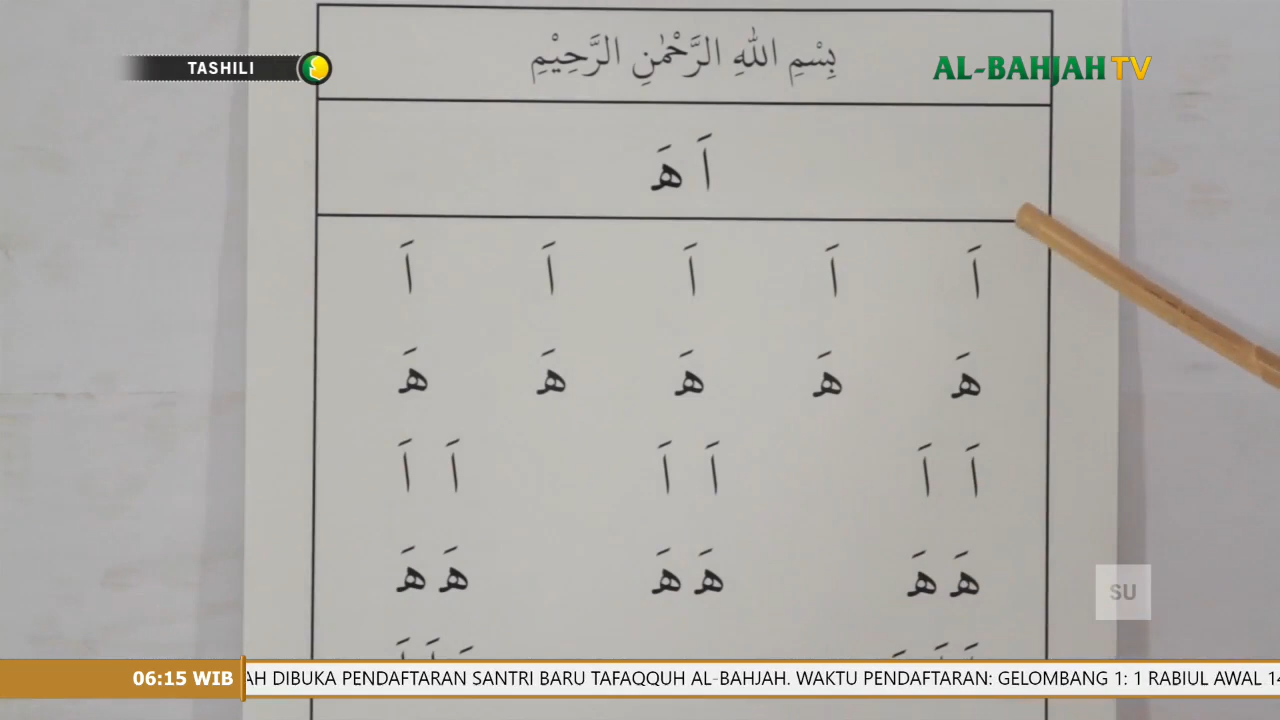 TASHILI
AL-BAHJAH TV
بِسْمِ اللهِ الرَّحْمٰنِ الرَّحِيْمِ
اَ هَ
اَ اَ اَ اَ اَ
هَ هَ هَ هَ هَ
اَ اَ اَ اَ اَ اَ
هَ هَ هَ هَ هَ هَ
SU
06:15 WIB
AH DIBUKA PENDAFTARAN SANTRI BARU TAFAQQUH AL-BAHJAH. WAKTU PENDAFTARAN: GELOMBANG 1: 1 RABIUL AWAL 14